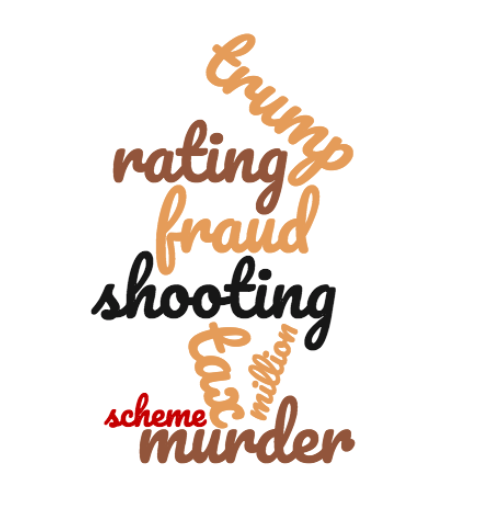 trump
rating
fraud
shooting
tax
million
scheme
murder